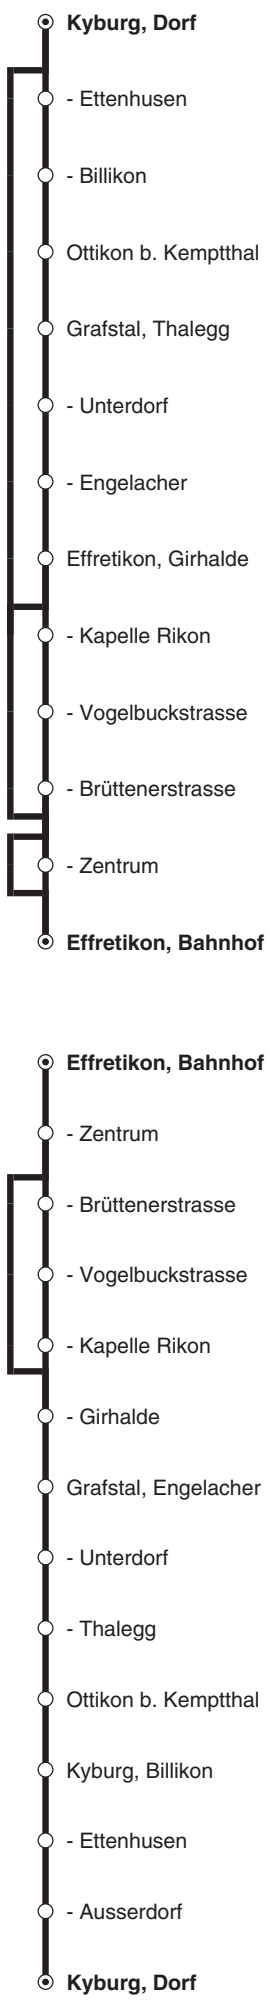 Kyburg, Dorf
- Ettenhusen
- Billikon
Ottikon b. Kemptthal
Grafstal, Thalegg
- Unterdorf
- Engelacher
Effretikon, Girhalde
- Kapelle Rikon
- Vogelbuckstrasse
- Brüttenerstrasse
- Zentrum
Effretikon, Bahnhof
Effretikon, Bahnhof
- Zentrum
- Brüttenerstrasse
- Vogelbuckstrasse
- Kapelle Rikon
- Girhalde
Grafstal, Engelacher
- Unterdorf
- Thalegg
Ottikon b. Kemptthal
Kyburg, Billikon
- Ettenhusen
- Ausserdorf
Kyburg, Dorf